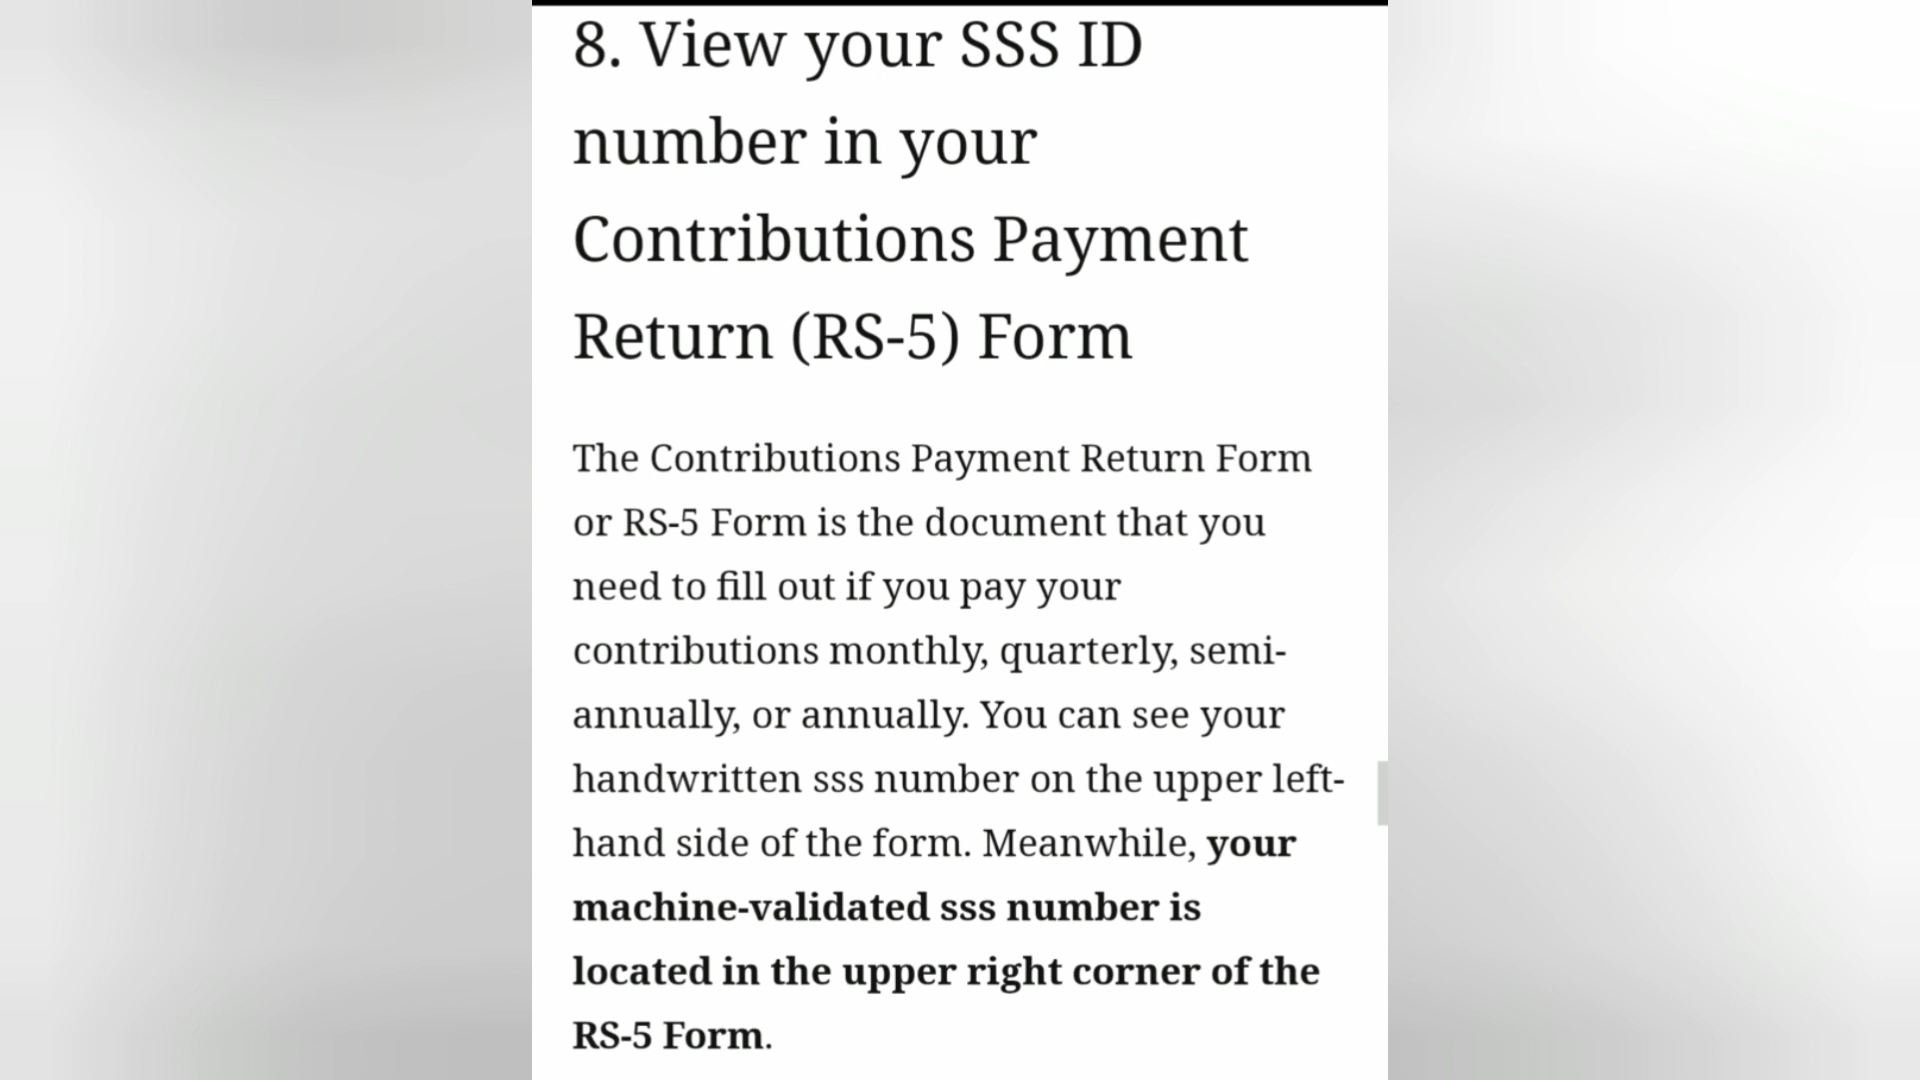 8. View your SSS ID
number in your
Contributions Payment
Return (RS-5) Form
The Contributions Payment Return Form
or RS-5 Form is the document that you
need to fill out if you pay your
contributions monthly, quarterly, semi-
annually, or annually. You can see your
handwritten sss number on the upper left-
hand side of the form. Meanwhile, your
machine-validated sss number is
located in the upper right corner of the
RS-5 Form.